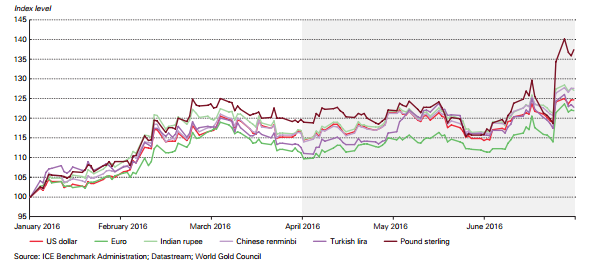 Index level
145
140
135
130
125
120
115
110
105
100
95
January 2016 February 2016 March 2016 April 2016 May 2016 June 2016
US dollar Euro Indian rupee Chinese renminbi Turkish lira Pound sterling
Source: ICE Benchmark Administration; Datastream; World Gold Council